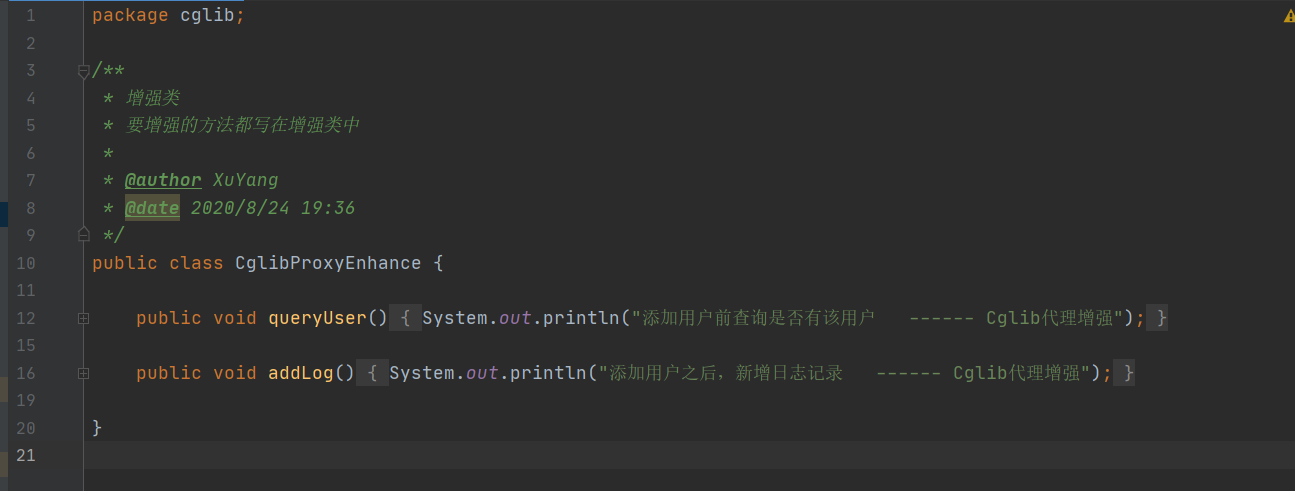 1 package cglib;
2
3 /**
4 * 增强类
5 * 要增强的方法都写在增强类中
6 *
7 * @author XuYang
8 * @date 2020/8/24 19:36
9 */
10 public class CglibProxyEnhance {
11
12 public void queryUser() { System.out.println("添加用户前查询是否有该用户 ------ Cglib代理增强"); }
15
16 public void addLog() { System.out.println("添加用户之后，新增日志记录 ------ Cglib代理增强"); }
19
20 }
21